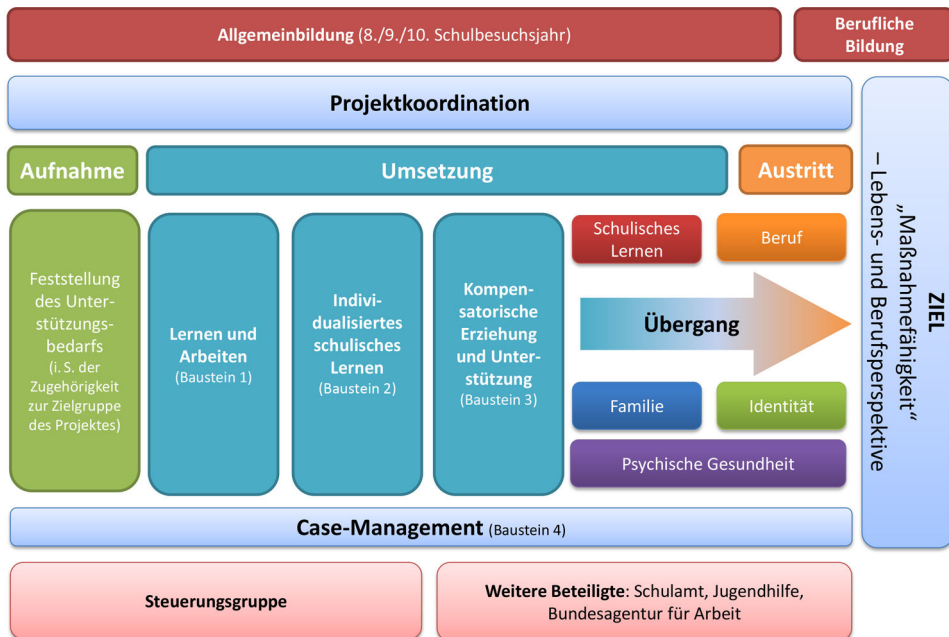 Allgemeinbildung (8./9./10. Schulbesuchsjahr)
Berufliche
Bildung
Projektkoordination
Aufnahme
Umsetzung
Austritt
Feststellung
des Unter-
stützungs-
bedarfs
(i. S. der
Zugehörigkeit
zur Zielgruppe
des Projektes)
Lernen und
Arbeiten
(Baustein 1)
Indivi-
dualisiertes
schulisches
Lernen
(Baustein 2)
Kompen-
satorische
Erziehung
und Unter-
stützung
(Baustein 3)
Schulisches
Lernen
Beruf
Übergang
Familie
Identität
Psychische Gesundheit
ZIEL
„Maßnahmefähigkeit“
– Lebens- und Berufsperspektive
Case-Management (Baustein 4)
Steuerungsgruppe
Weitere Beteiligte: Schulamt, Jugendhilfe,
Bundesagentur für Arbeit